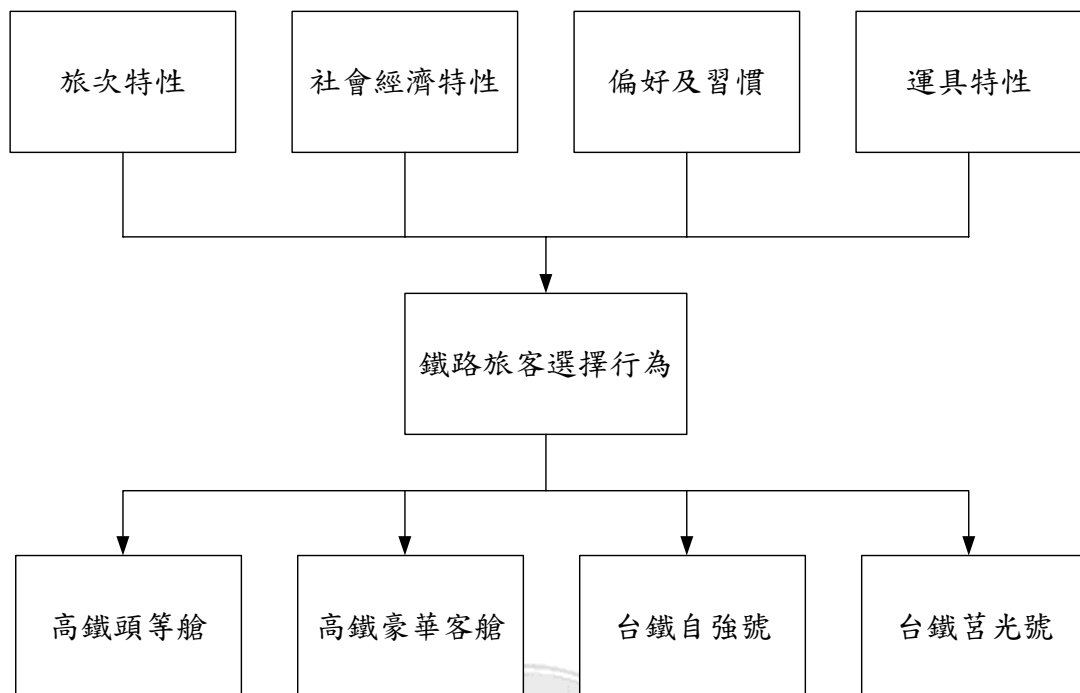 旅次特性
社會經濟特性
偏好及習慣
運具特性
鐵路旅客選擇行為
高鐵頭等艙
高鐵豪華客艙
台鐵自強號
台鐵莒光號